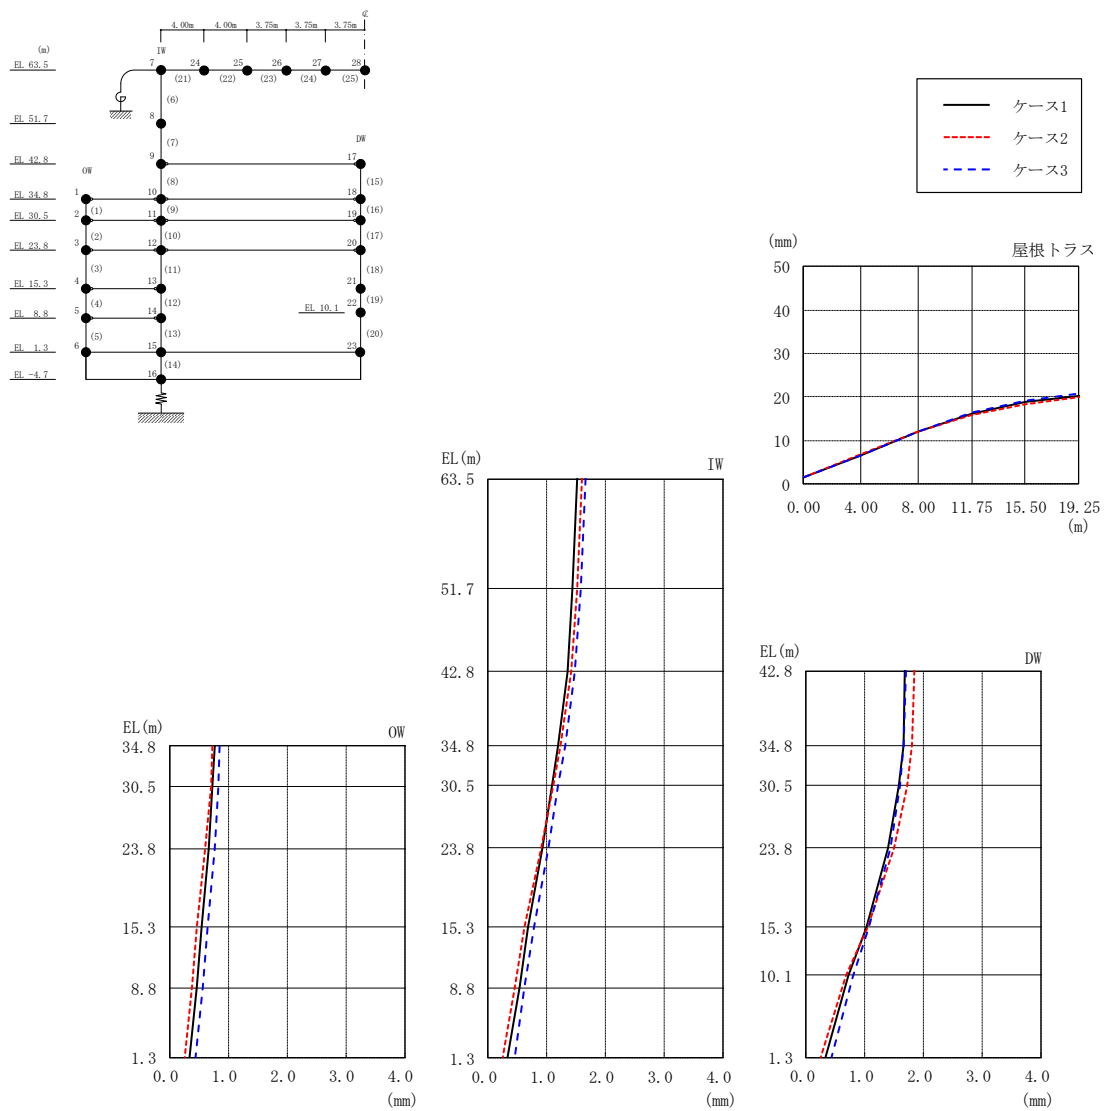 ℄
4.00m 4.00m 3.75m 3.75m 3.75m
(m) IW
EL 63.5 7 24 25 26 27 28
(21) (22) (23) (24) (25)
(6)
EL 51.7 8
(7) DW
EL 42.8 9 17
OW (8) (15)
EL 34.8 1 10 18
(1) (9) (16)
EL 30.5 2 11 19
(2) (10) (17)
EL 23.8 3 12 20
(3) (11) (18)
EL 15.3 4 13 21
(4) (12) EL 10.1 22 (19)
EL 8.8 5 14
(5) (13) (20)
EL 1.3 6 15 23
(14)
EL -4.7 16
ケース1
ケース2
ケース3
(mm) 屋根トラス
50
40
30
20
10
0
0.00 4.00 8.00 11.75 15.50 19.25
(m)
EL(m) IW
63.5
51.7
42.8
34.8
30.5
23.8
15.3
8.8
1.3
0.0 1.0 2.0 3.0 4.0
(mm)
EL(m) OW
34.8
30.5
23.8
15.3
8.8
1.3
0.0 1.0 2.0 3.0 4.0
(mm)
EL(m) DW
42.8
34.8
30.5
23.8
15.3
10.1
1.3
0.0 1.0 2.0 3.0 4.0
(mm)